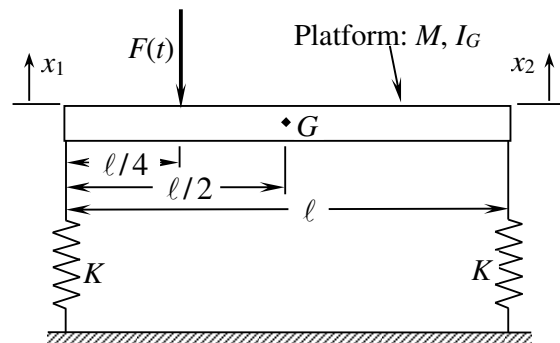 F(t)
Platform: M, I_G
x₁
x₂
G
ℓ/4
ℓ/2
ℓ
K
K